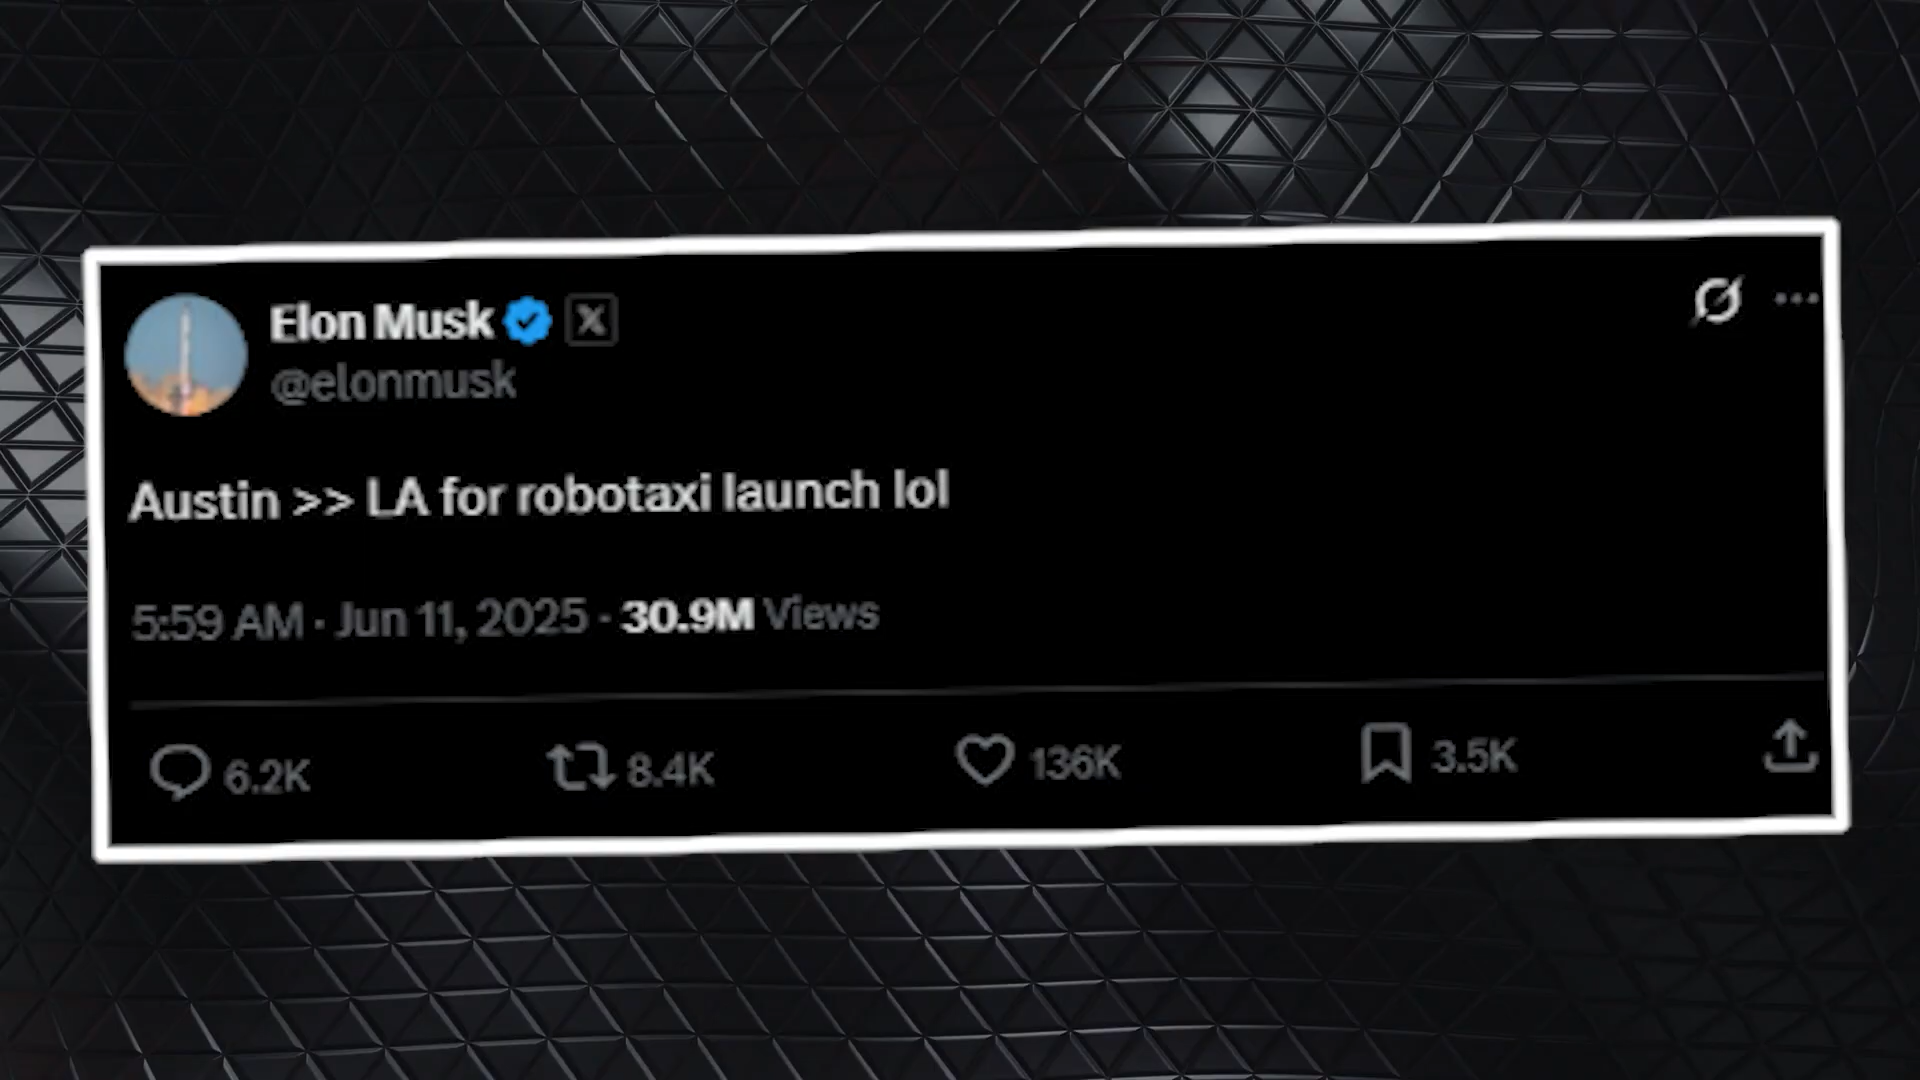 Elon Musk
@elonmusk
Austin >> LA for robotaxi launch lol
5:59 AM · Jun 11, 2025 · 30.9M Views
6.2K 8.4K 136K 3.5K